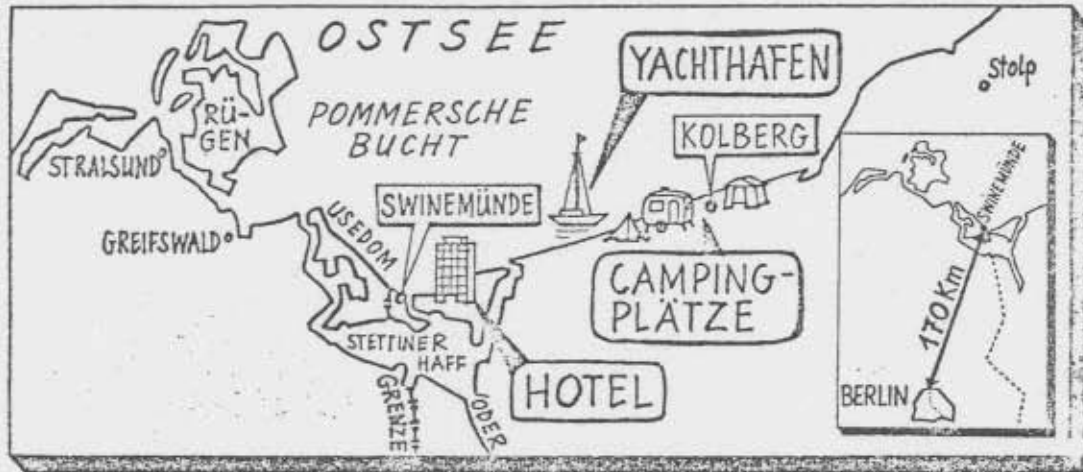 OSTSEE
YACHTHAFEN
Stolp
RÜ-
GEN
POMMERSCHE
BUCHT
KOLBERG
STRALSUND
SWINEMÜNDE
USEDOM
GREIFSWALD
CAMPING-
PLÄTZE
STETTINER
HAFF
HOTEL
GRENZE
ODER
SWINEMÜNDE
170 Km
BERLIN